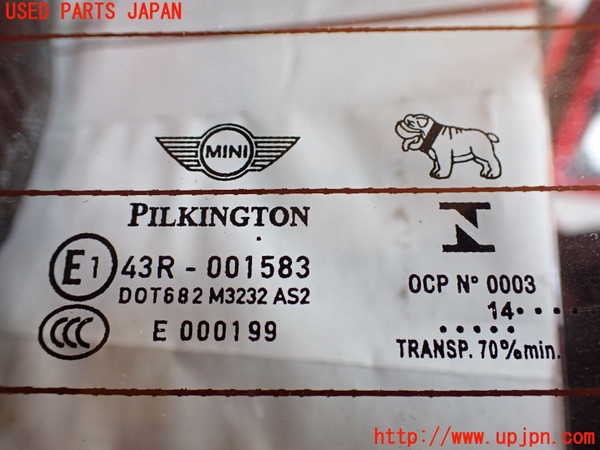 USED PARTS JAPAN
MINI
PILKINGTON
E1 43R - 001583
DOT682 M3232 AS2
CCC E 000199
OCP Nº 0003
14····
·····
TRANSP. 70% min.
http://www.upjpn.com/